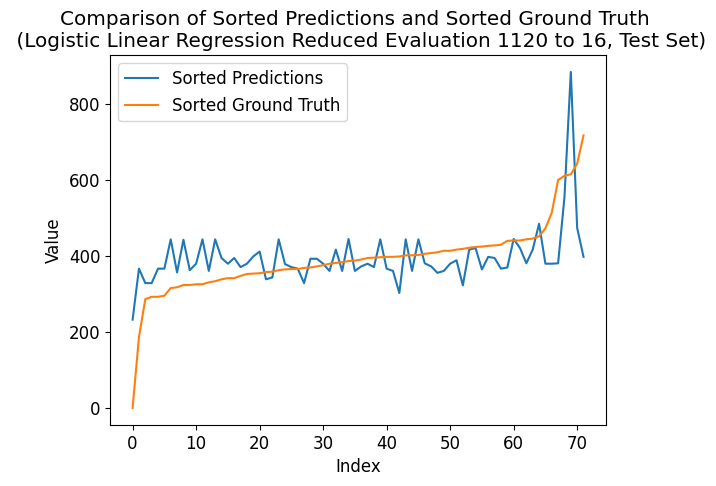 Comparison of Sorted Predictions and Sorted Ground Truth
(Logistic Linear Regression Reduced Evaluation 1120 to 16, Test Set)
Sorted Predictions
Sorted Ground Truth
Value
800
600
400
200
0
0 10 20 30 40 50 60 70
Index